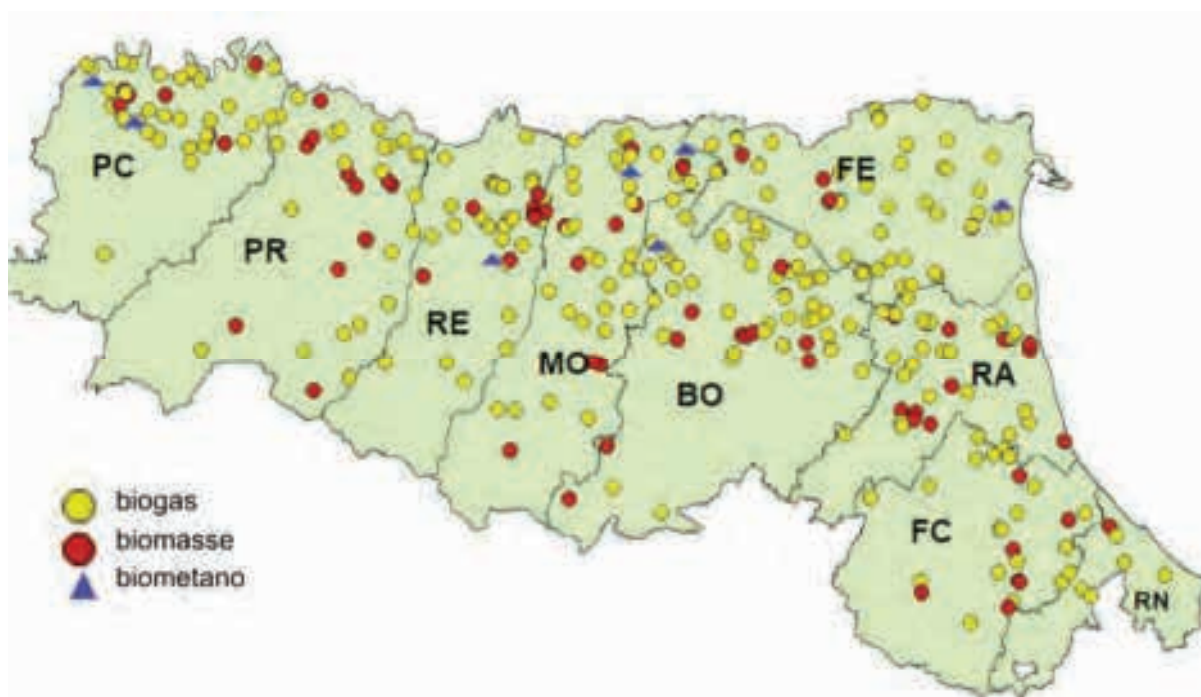 PC
FE
PR
RE
MO
RA
BO
FC
RN
biogas
biomasse
biometano